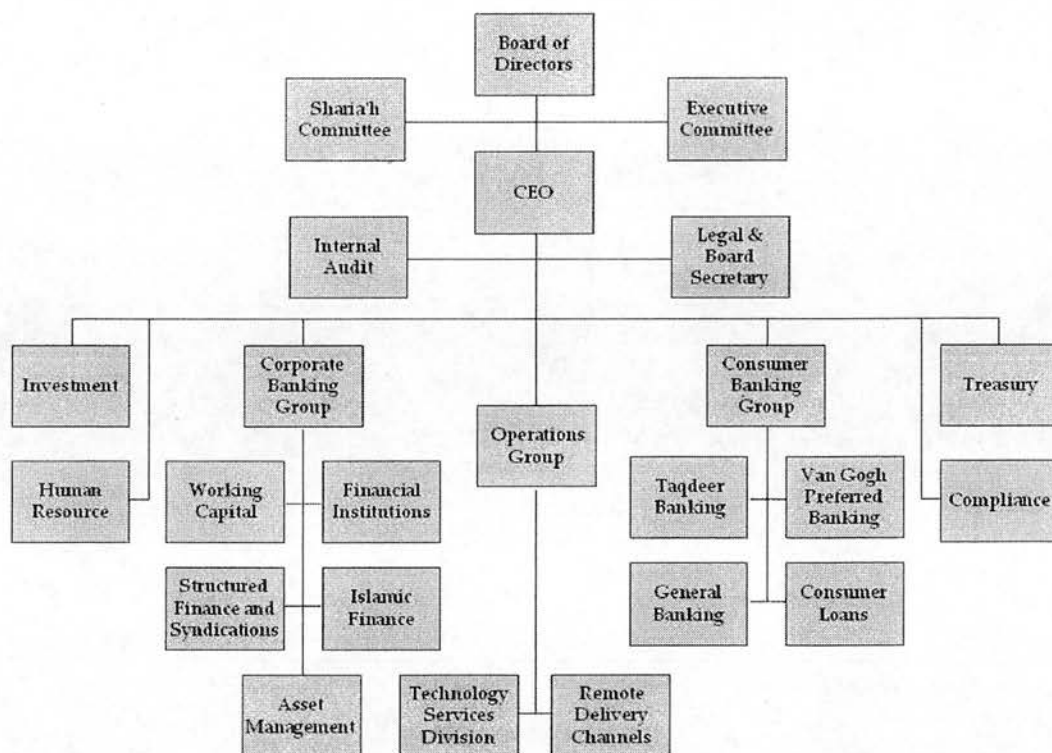 Board of
Directors
Sharia'h
Committee
Executive
Committee
CEO
Internal
Audit
Legal &
Board
Secretary
Investment
Corporate
Banking
Group
Operations
Group
Consumer
Banking
Group
Treasury
Human
Resource
Working
Capital
Financial
Institutions
Taqdeer
Banking
Van Gogh
Preferred
Banking
Compliance
Structured
Finance and
Syndications
Islamic
Finance
General
Banking
Consumer
Loans
Asset
Management
Technology
Services
Division
Remote
Delivery
Channels